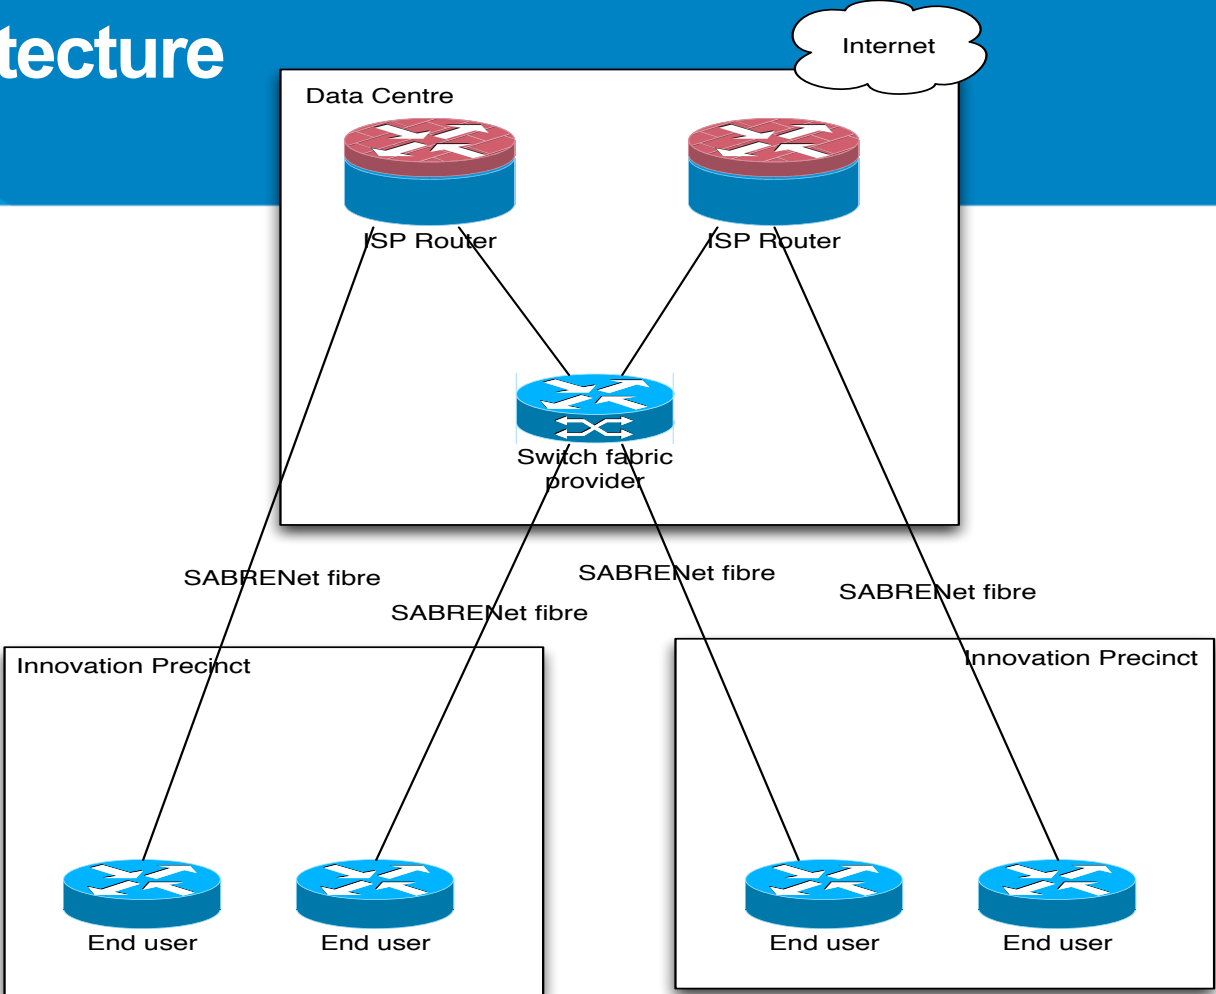 tecture
Internet
Data Centre
ISP Router
ISP Router
Switch fabric
provider
SABRENet fibre
SABRENet fibre
SABRENet fibre
SABRENet fibre
Innovation Precinct
Innovation Precinct
End user
End user
End user
End user